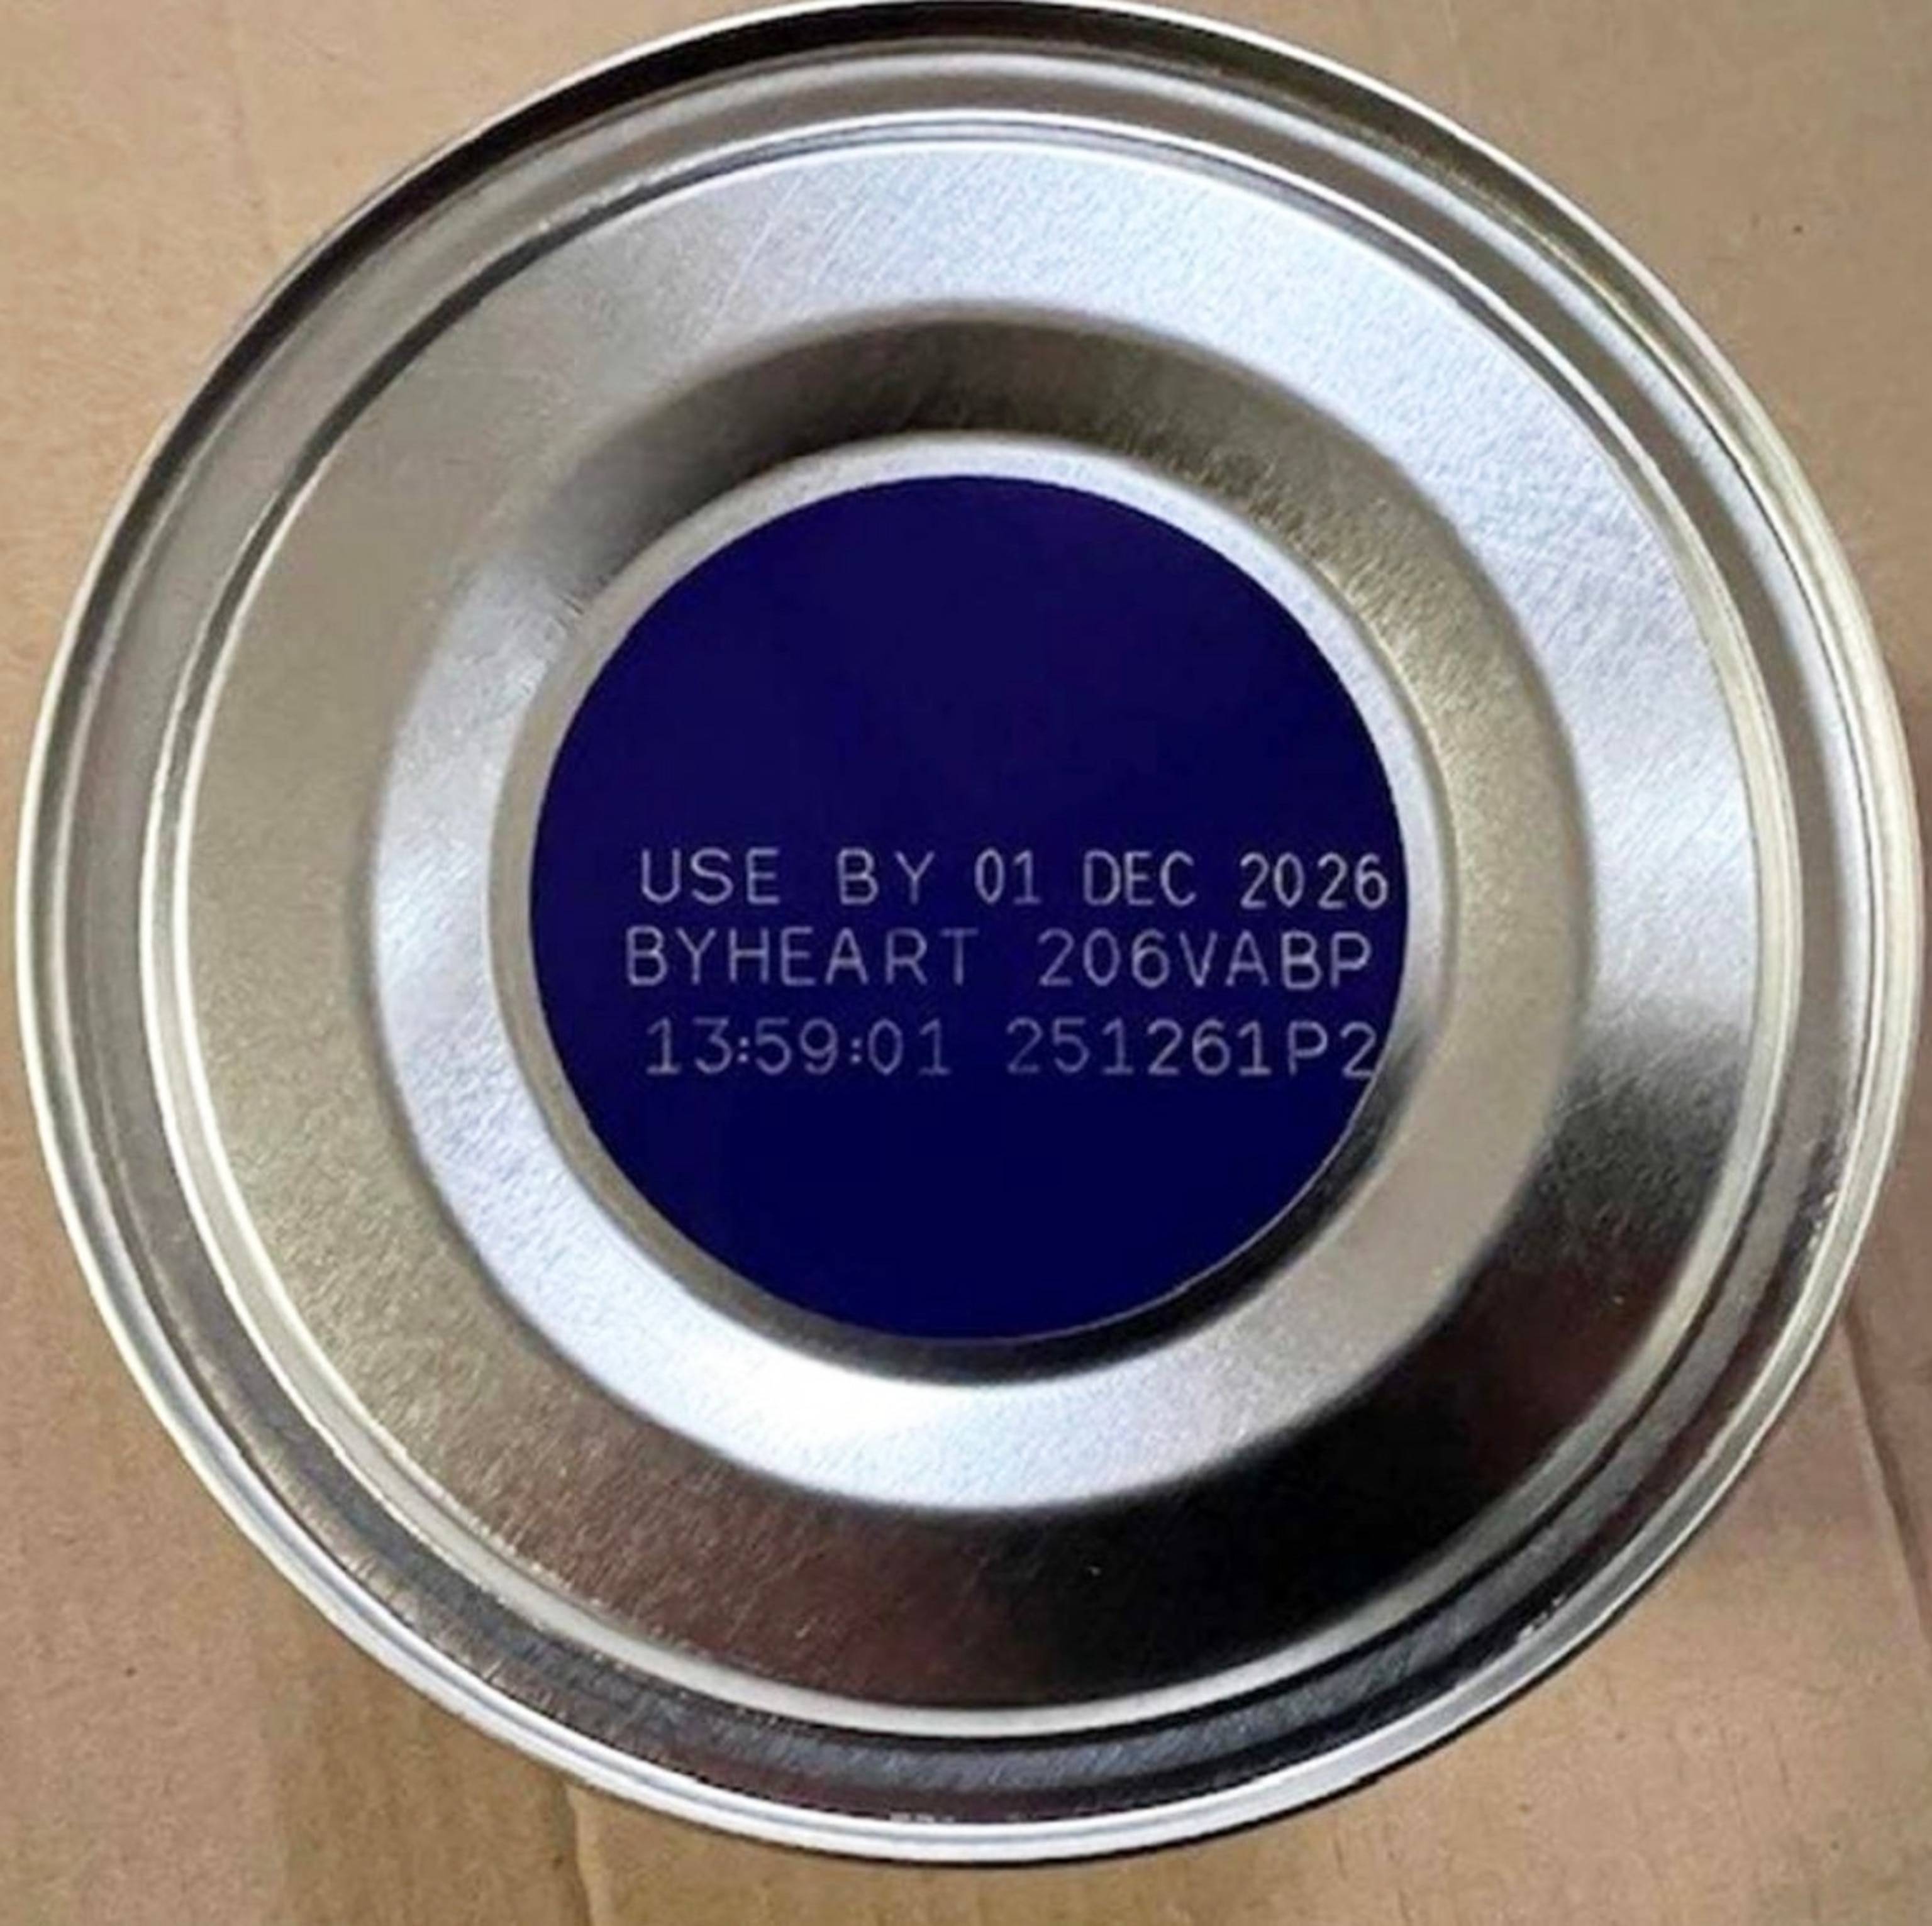 USE BY 01 DEC 2026
BYHEART 206VABP
13:59:01 251261P2